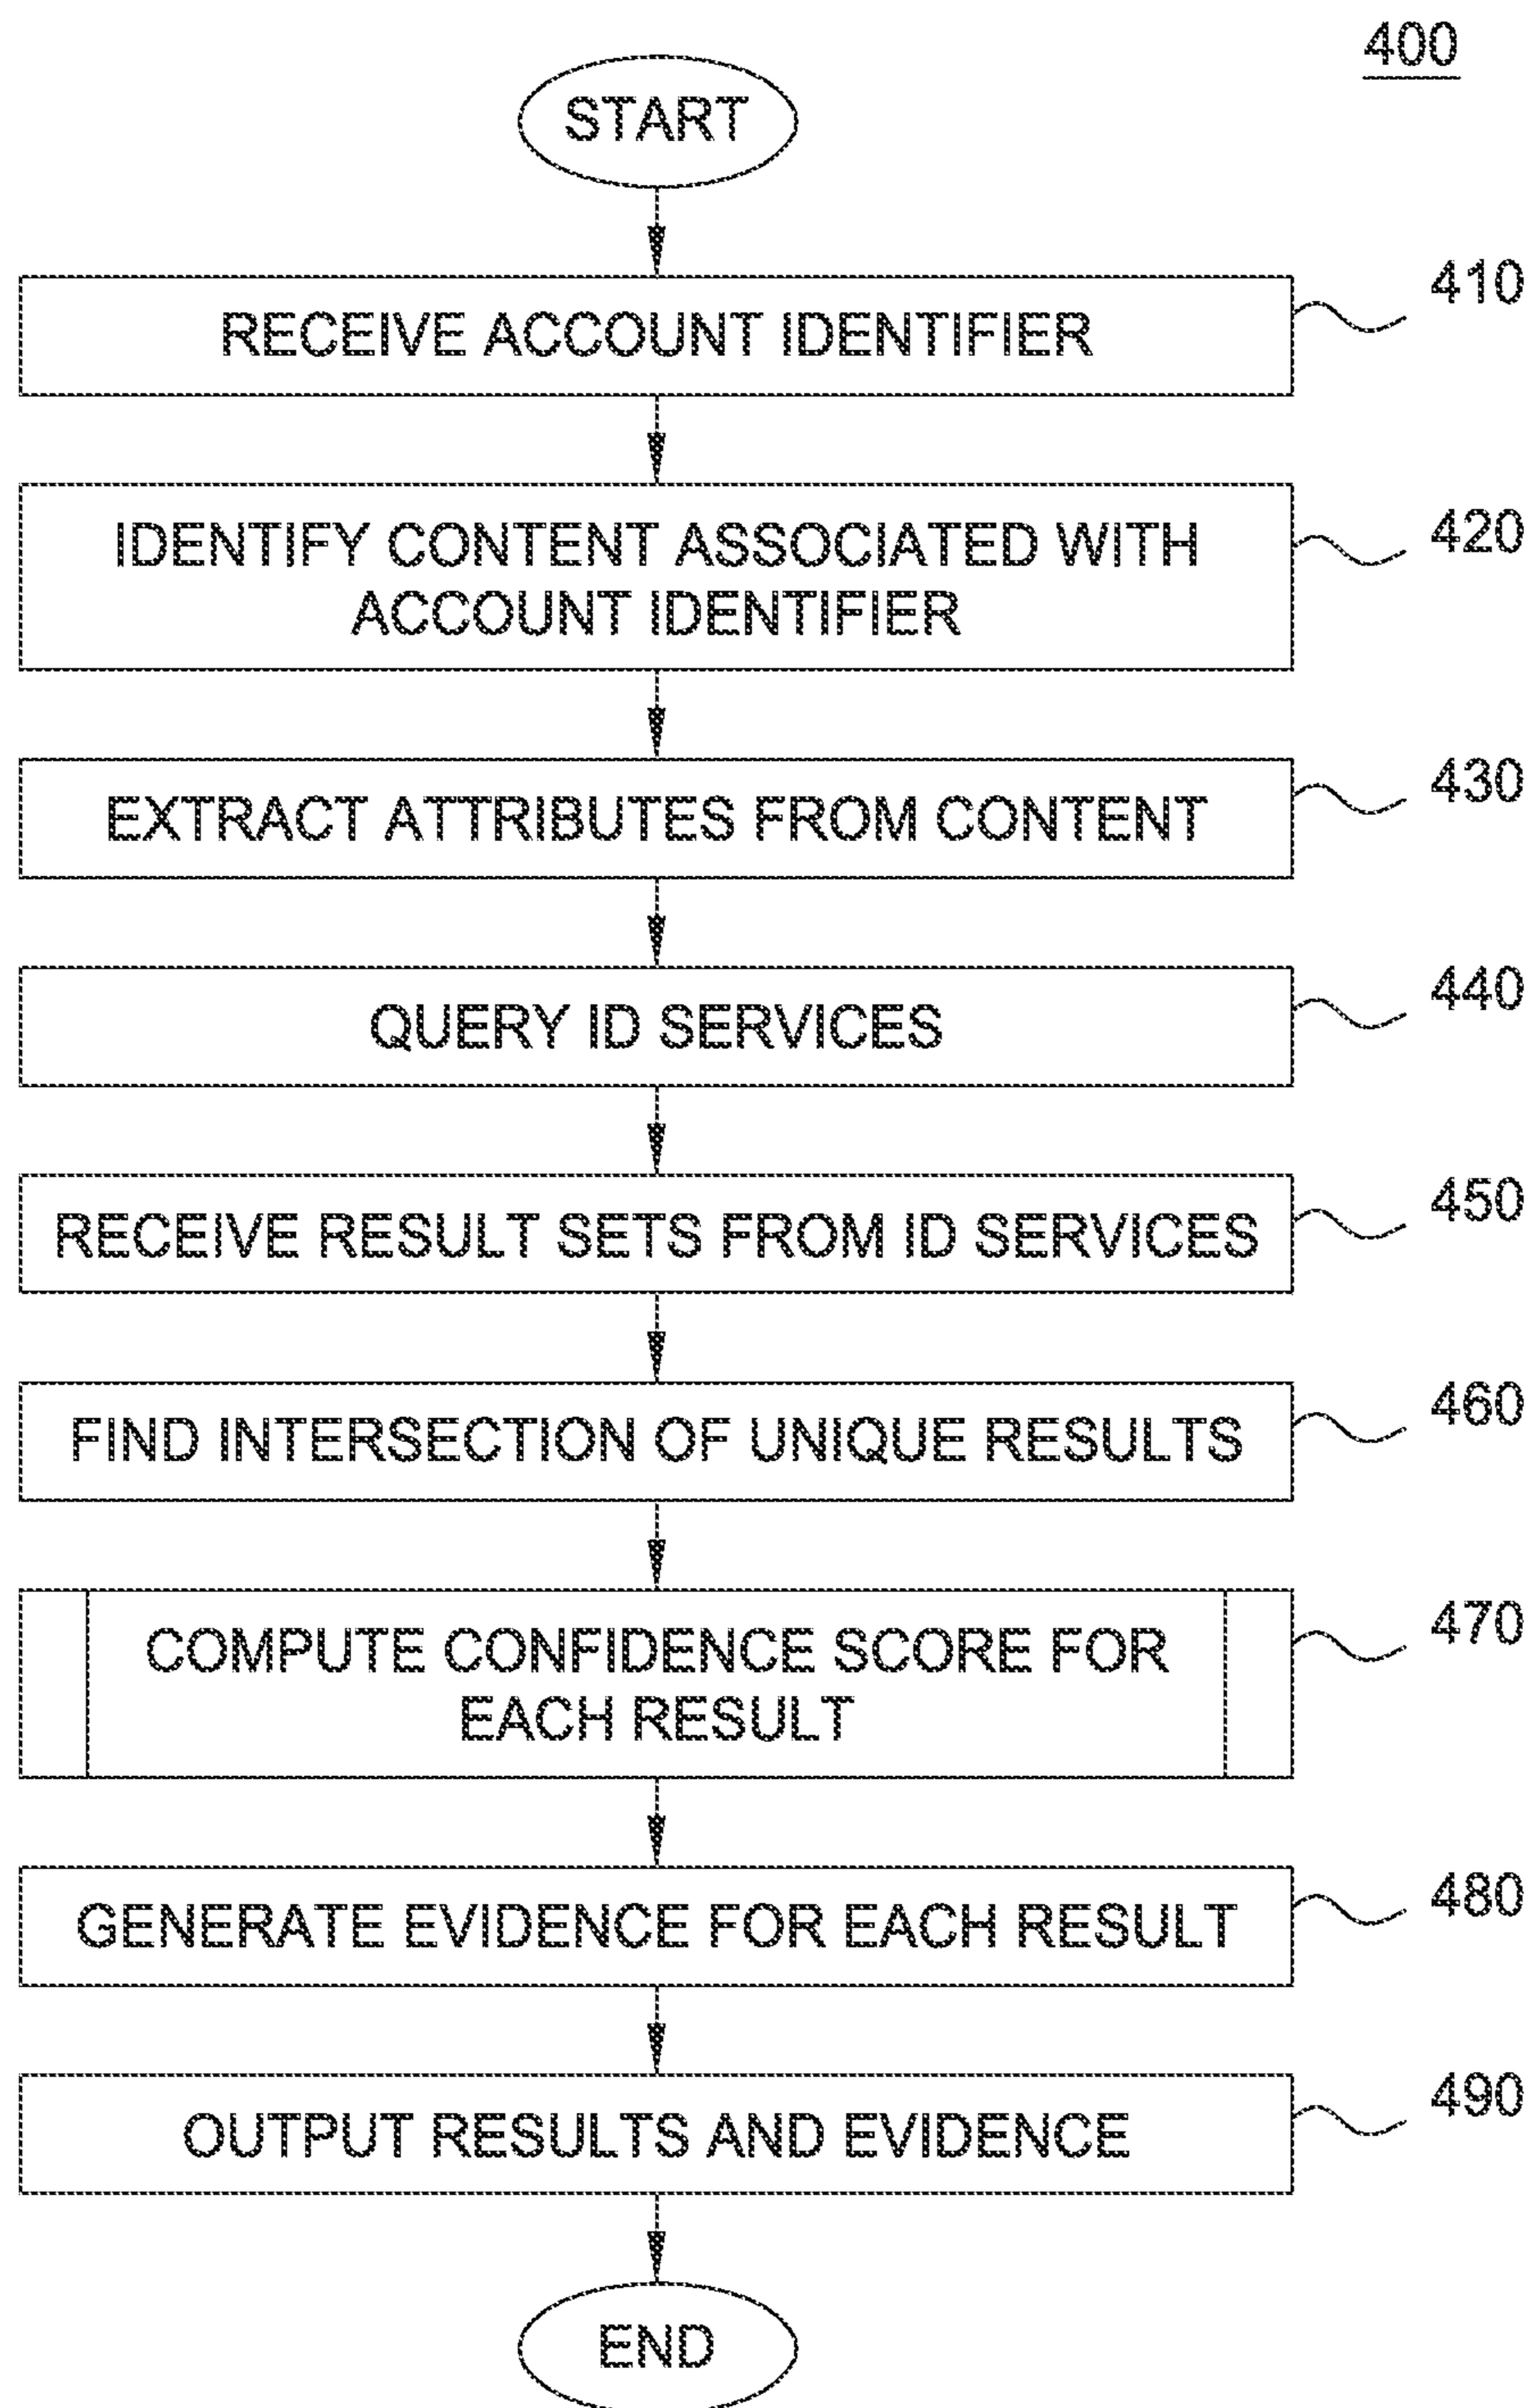 400
START
RECEIVE ACCOUNT IDENTIFIER
410
IDENTIFY CONTENT ASSOCIATED WITH
ACCOUNT IDENTIFIER
420
EXTRACT ATTRIBUTES FROM CONTENT
430
QUERY ID SERVICES
440
RECEIVE RESULT SETS FROM ID SERVICES
450
FIND INTERSECTION OF UNIQUE RESULTS
460
COMPUTE CONFIDENCE SCORE FOR
EACH RESULT
470
GENERATE EVIDENCE FOR EACH RESULT
480
OUTPUT RESULTS AND EVIDENCE
490
END